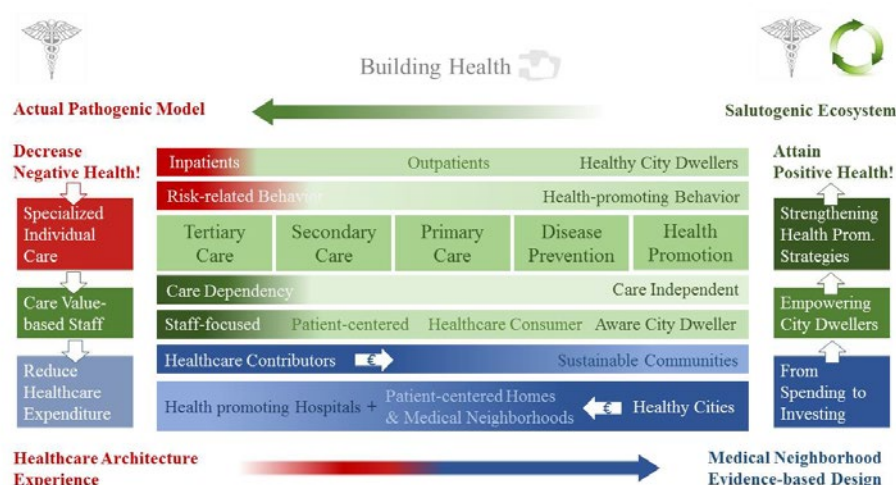 Building Health
Actual Pathogenic Model
Salutogenic Ecosystem
Decrease
Negative Health!
Attain
Positive Health!
Inpatients
Outpatients
Healthy City Dwellers
Risk-related Behavior
Health-promoting Behavior
Specialized
Individual
Care
Tertiary
Care
Secondary
Care
Primary
Care
Disease
Prevention
Health
Promotion
Strengthening
Health Prom.
Strategies
Care Dependency
Care Independent
Care Value-
based Staff
Staff-focused
Patient-centered
Healthcare Consumer
Aware City Dweller
Empowering
City Dwellers
Healthcare Contributors
€
Sustainable Communities
Reduce
Healthcare
Expenditure
Health promoting Hospitals +
Patient-centered Homes
& Medical Neighborhoods
€
Healthy Cities
From
Spending to
Investing
Healthcare Architecture
Experience
Medical Neighborhood
Evidence-based Design